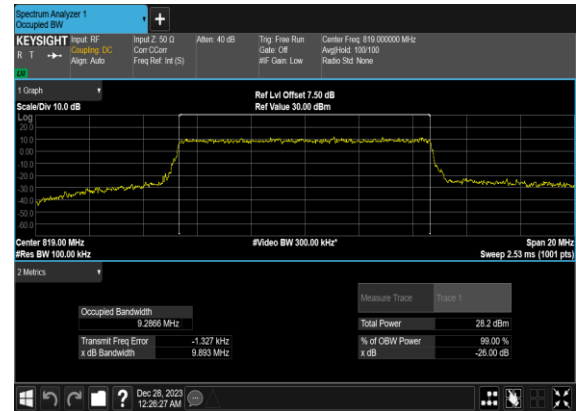 Spectrum Analyzer 1
Occupied BW
KEYSIGHT
R T
LXI
Input: RF
Coupling: DC
Align: Auto
Input Z: 50 Ω
Corr CCorr
Freq Ref: Int (S)
Atten: 40 dB
Trig: Free Run
Gate: Off
#IF Gain: Low
Center Freq: 819.000000 MHz
Avg|Hold: 100/100
Radio Std: None
1 Graph
Scale/Div 10.0 dB
Ref Lvl Offset 7.50 dB
Ref Value 30.00 dBm
Log
20.0
10.0
0.00
-10.0
-20.0
-30.0
-40.0
-50.0
-60.0
Center 819.00 MHz
#Video BW 300.00 kHz*
Span 20 MHz
#Res BW 100.00 kHz
Sweep 2.53 ms (1001 pts)
2 Metrics
Measure Trace Trace 1
Occupied Bandwidth
9.2866 MHz
Total Power 28.2 dBm
Transmit Freq Error -1.327 kHz
% of OBW Power 99.00 %
x dB Bandwidth 9.893 MHz
x dB -26.00 dB
?
Dec 28, 2023
12:26:27 AM